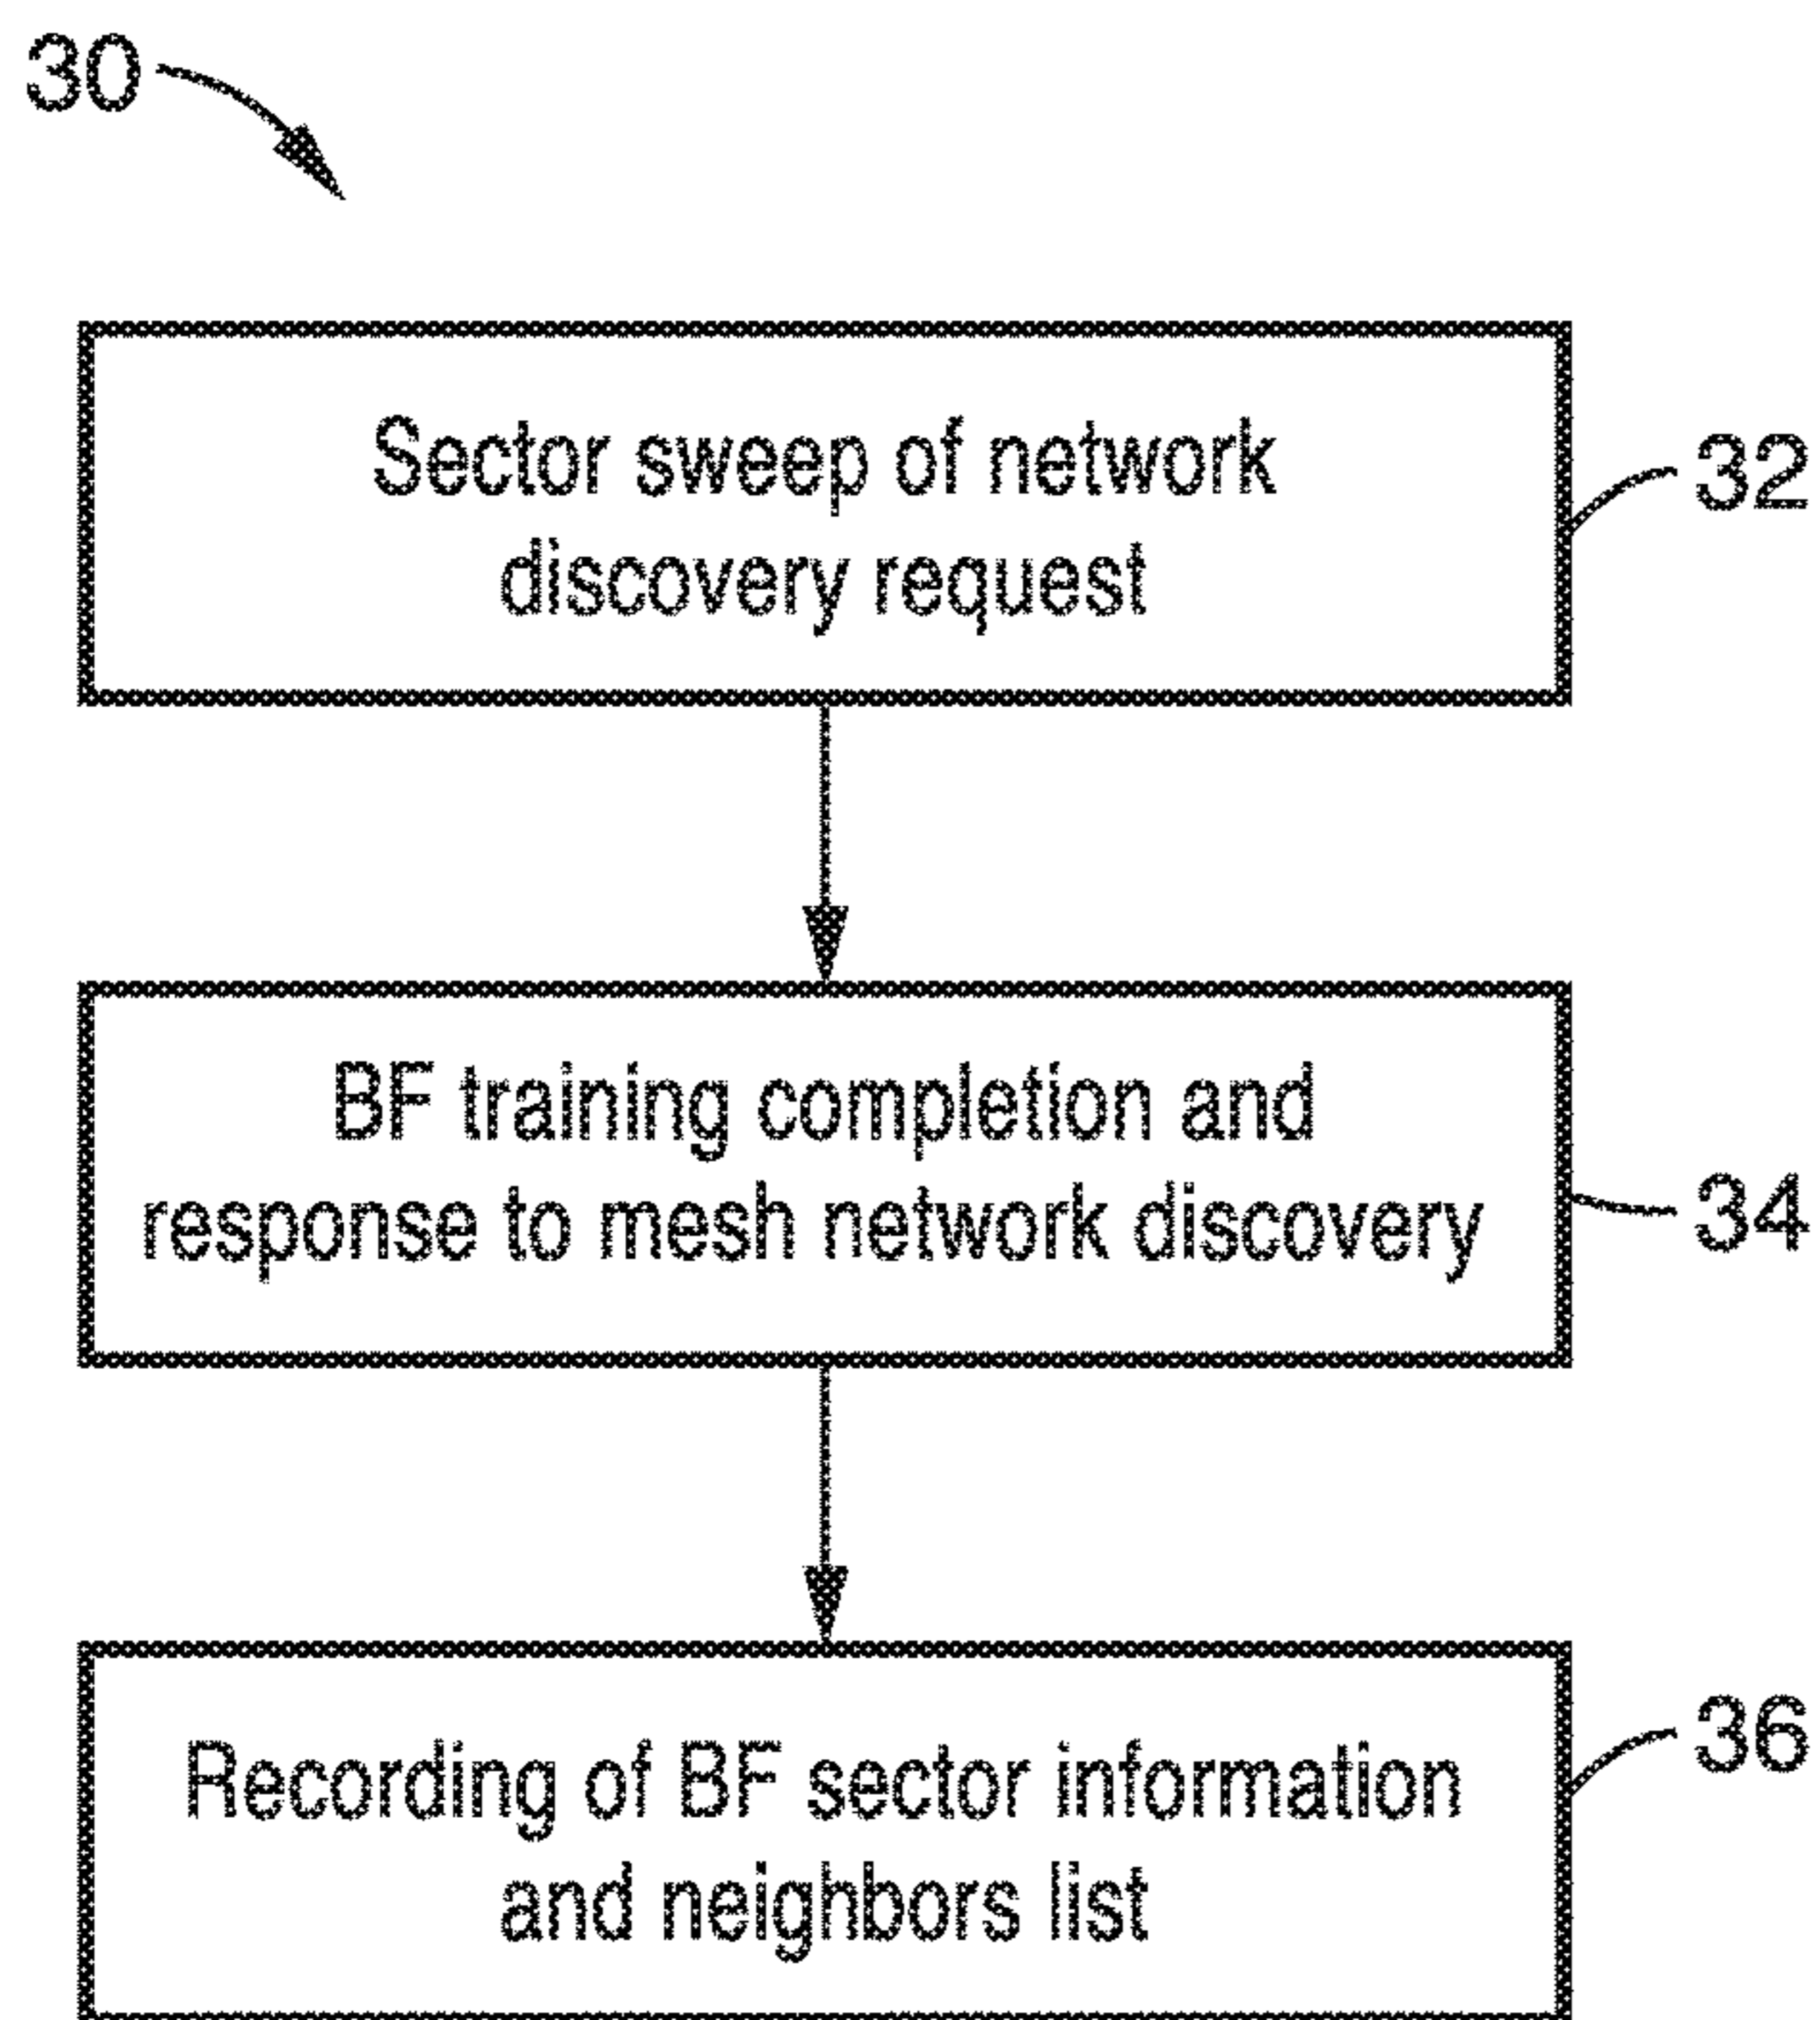 30
Sector sweep of network
discovery request
32
BF training completion and
response to mesh network discovery
34
Recording of BF sector information
and neighbors list
36